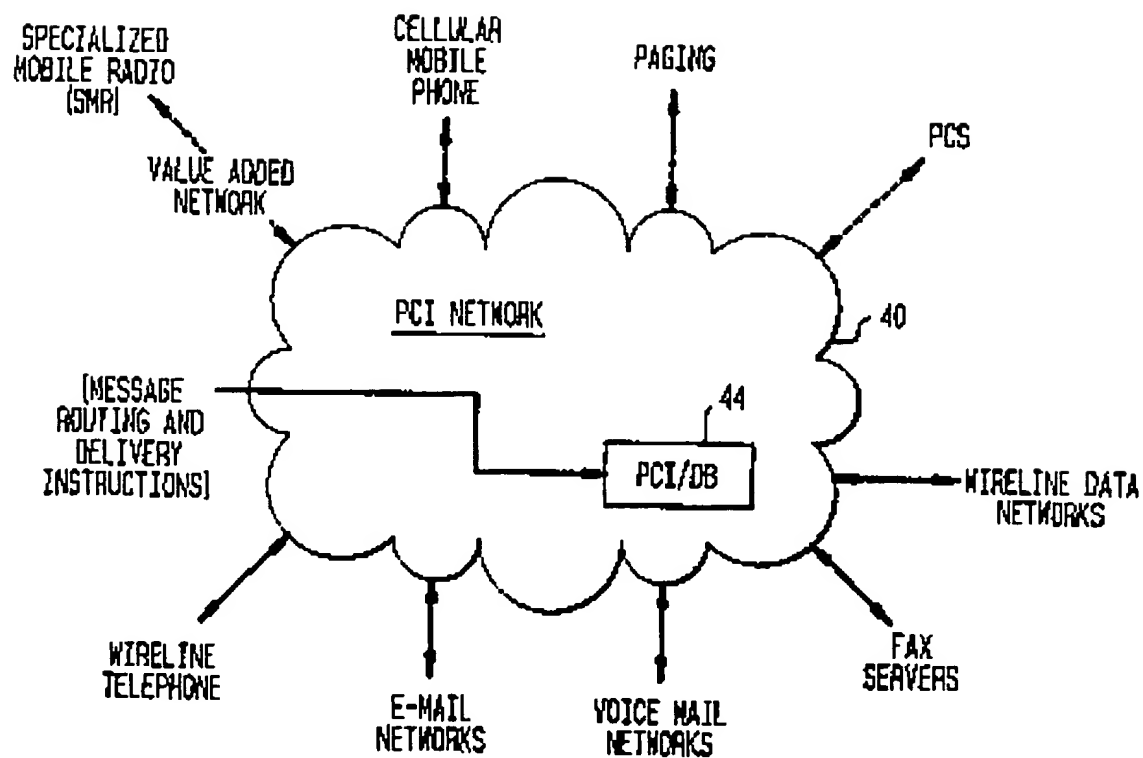 SPECIALIZED
MOBILE RADIO
(SMR)
CELLULAR
MOBILE
PHONE
PAGING
PCS
VALUE ADDED
NETWORK
PCI NETWORK
40
(MESSAGE
ROUTING AND
DELIVERY
INSTRUCTIONS)
44
PCI/DB
WIRELINE DATA
NETWORKS
WIRELINE
TELEPHONE
E-MAIL
NETWORKS
VOICE MAIL
NETWORKS
FAX
SERVERS